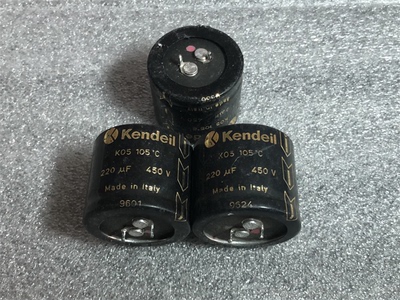 Kendeil
K05 105°C
220 µF 450 V
Made in Italy
9601
Kendeil
K05 105°C
220 µF 450 V
Made in Italy
9524